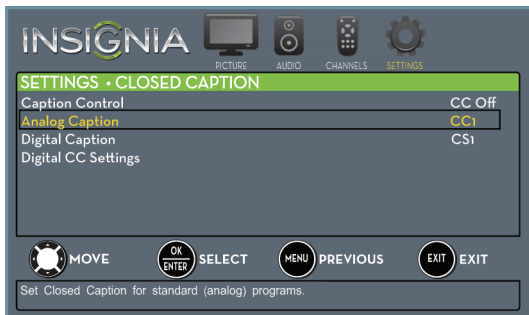 INSIGNIA
PICTURE AUDIO CHANNELS SETTINGS
SETTINGS • CLOSED CAPTION
Caption Control CC Off
Analog Caption CC1
Digital Caption CS1
Digital CC Settings
MOVE OK ENTER SELECT MENU PREVIOUS EXIT EXIT
Set Closed Caption for standard (analog) programs.